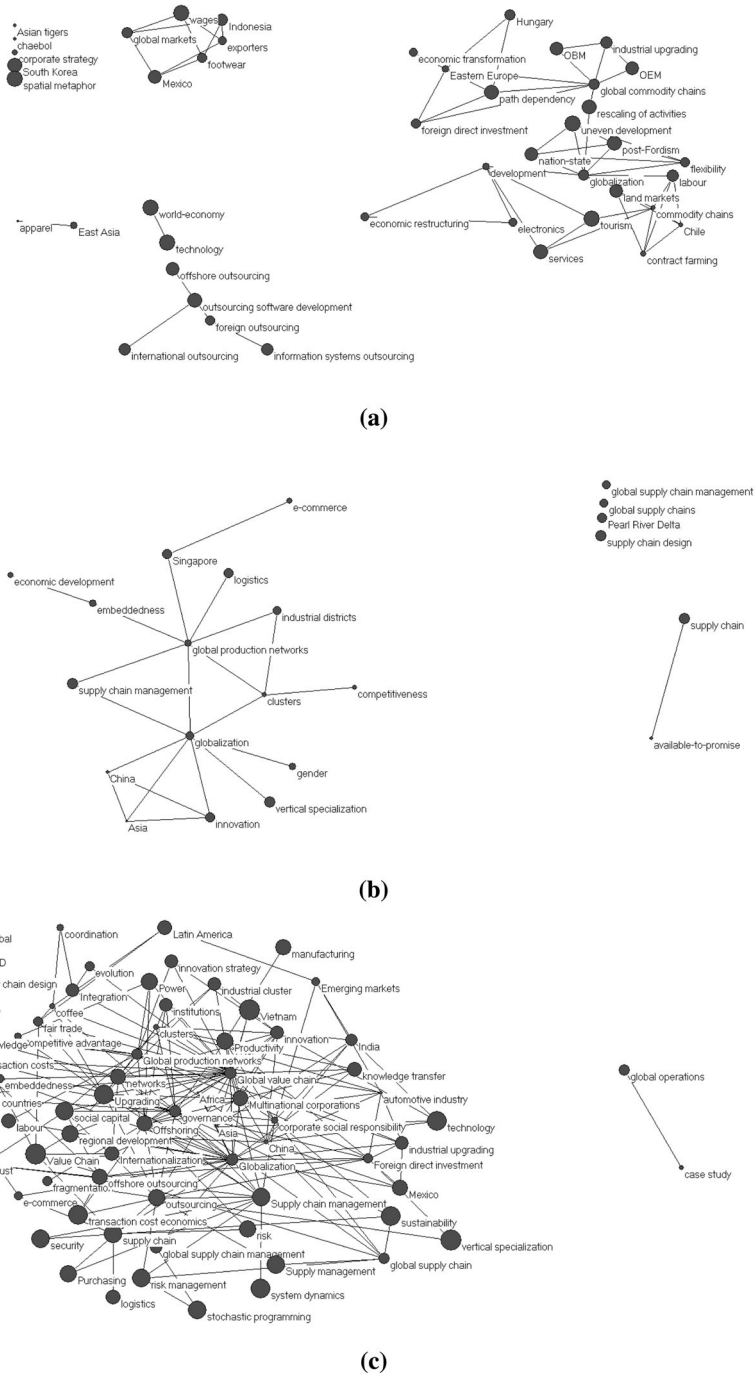 wages
Indonesia
Asian tigers
global markets
chaebol
exporters
corporate strategy
footwear
South Korea
Mexico
spatial metaphor
Hungary
OBM
industrial upgrading
economic transformation
OEM
Eastern Europe
global commodity chains
path dependency
rescaling of activities
foreign direct investment
uneven development
post-Fordism
nation-state
flexibility
development
globalization
labour
land markets
commodity chains
economic restructuring
electronics
tourism
Chile
services
contract farming
apparel
East Asia
world-economy
technology
offshore outsourcing
outsourcing software development
foreign outsourcing
international outsourcing
information systems outsourcing
(a)
global supply chain management
e-commerce
global supply chains
Pearl River Delta
supply chain design
Singapore
economic development
logistics
embeddedness
industrial districts
supply chain
global production networks
supply chain management
clusters
competitiveness
globalization
available-to-promise
gender
China
vertical specialization
Asia
innovation
(b)
coordination
Latin America
bal
manufacturing
D
evolution
innovation strategy
chain design
Integration
Power
industrial cluster
Emerging markets
coffee
institutions
Vietnam
fair trade
clusters
innovation
wledge
competitive advantage
Productivity
India
Global production networks
saction costs
networks
Global value chain
knowledge transfer
embeddedness
Upgrading
Africa
automotive industry
countries
social capital
governance
Multinational corporations
labour
Offshoring
Asia
corporate social responsibility
technology
regional development
China
industrial upgrading
Value Chain
Internationalizations
Globalization
Foreign direct investment
ust
fragmentatio
offshore outsourcing
e-commerce
outsourcing
Supply chain management
Mexico
transaction cost economics
sustainability
security
supply chain
risk
vertical specialization
global supply chain management
global supply chain
Purchasing
risk management
Supply management
logistics
system dynamics
stochastic programming
global operations
case study
(c)